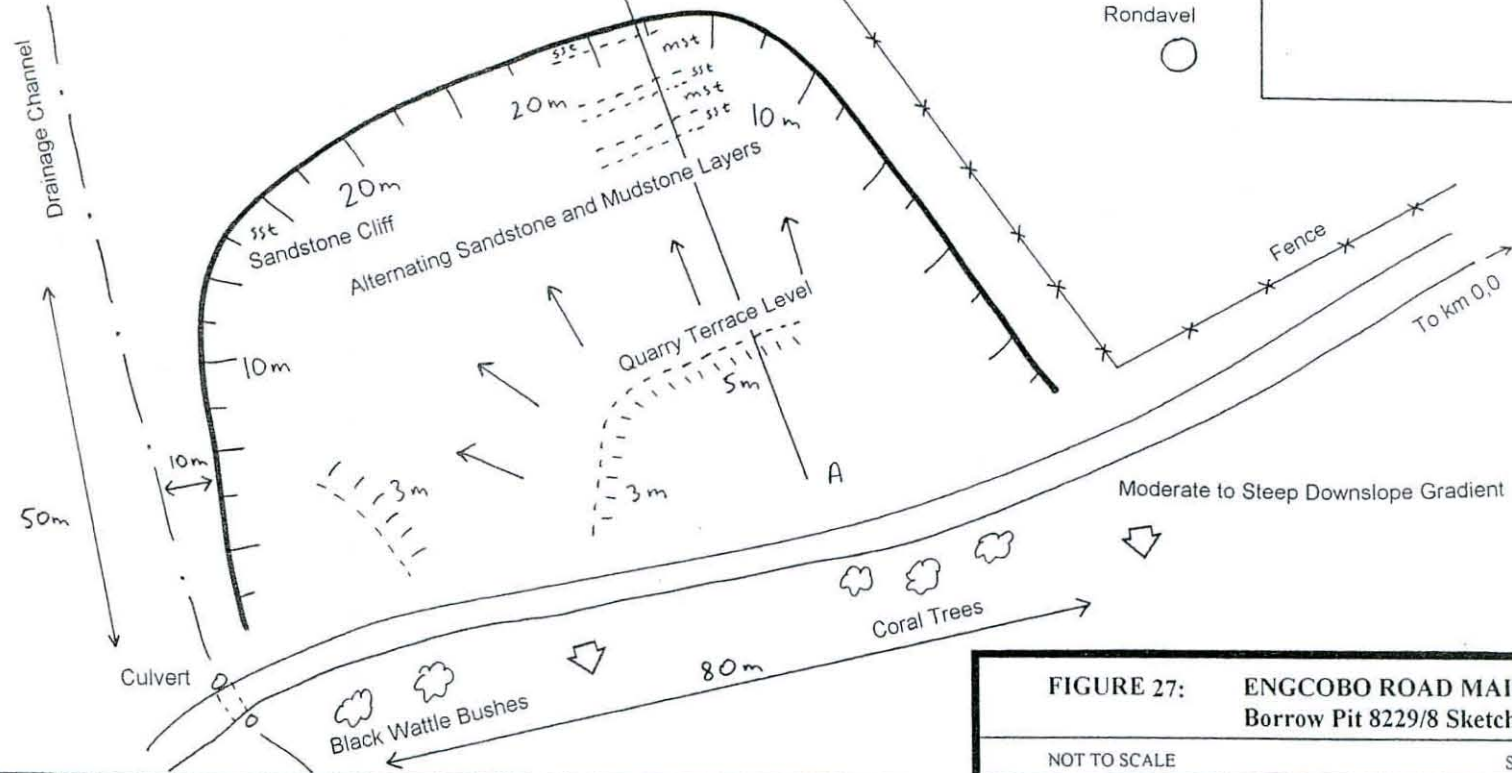 Rondavel
Drainage Channel
sst
mst
sst
20m
mst
sst
10m
20m
Alternating Sandstone and Mudstone Layers
sst
Sandstone Cliff
Fence
To km 0,0
Quarry Terrace Level
5m
10m
10m
3m
3m
A
50m
Moderate to Steep Downslope Gradient
Coral Trees
Culvert
80m
Black Wattle Bushes
FIGURE 27: ENGCOBO ROAD MAI
Borrow Pit 8229/8 Sketch
NOT TO SCALE